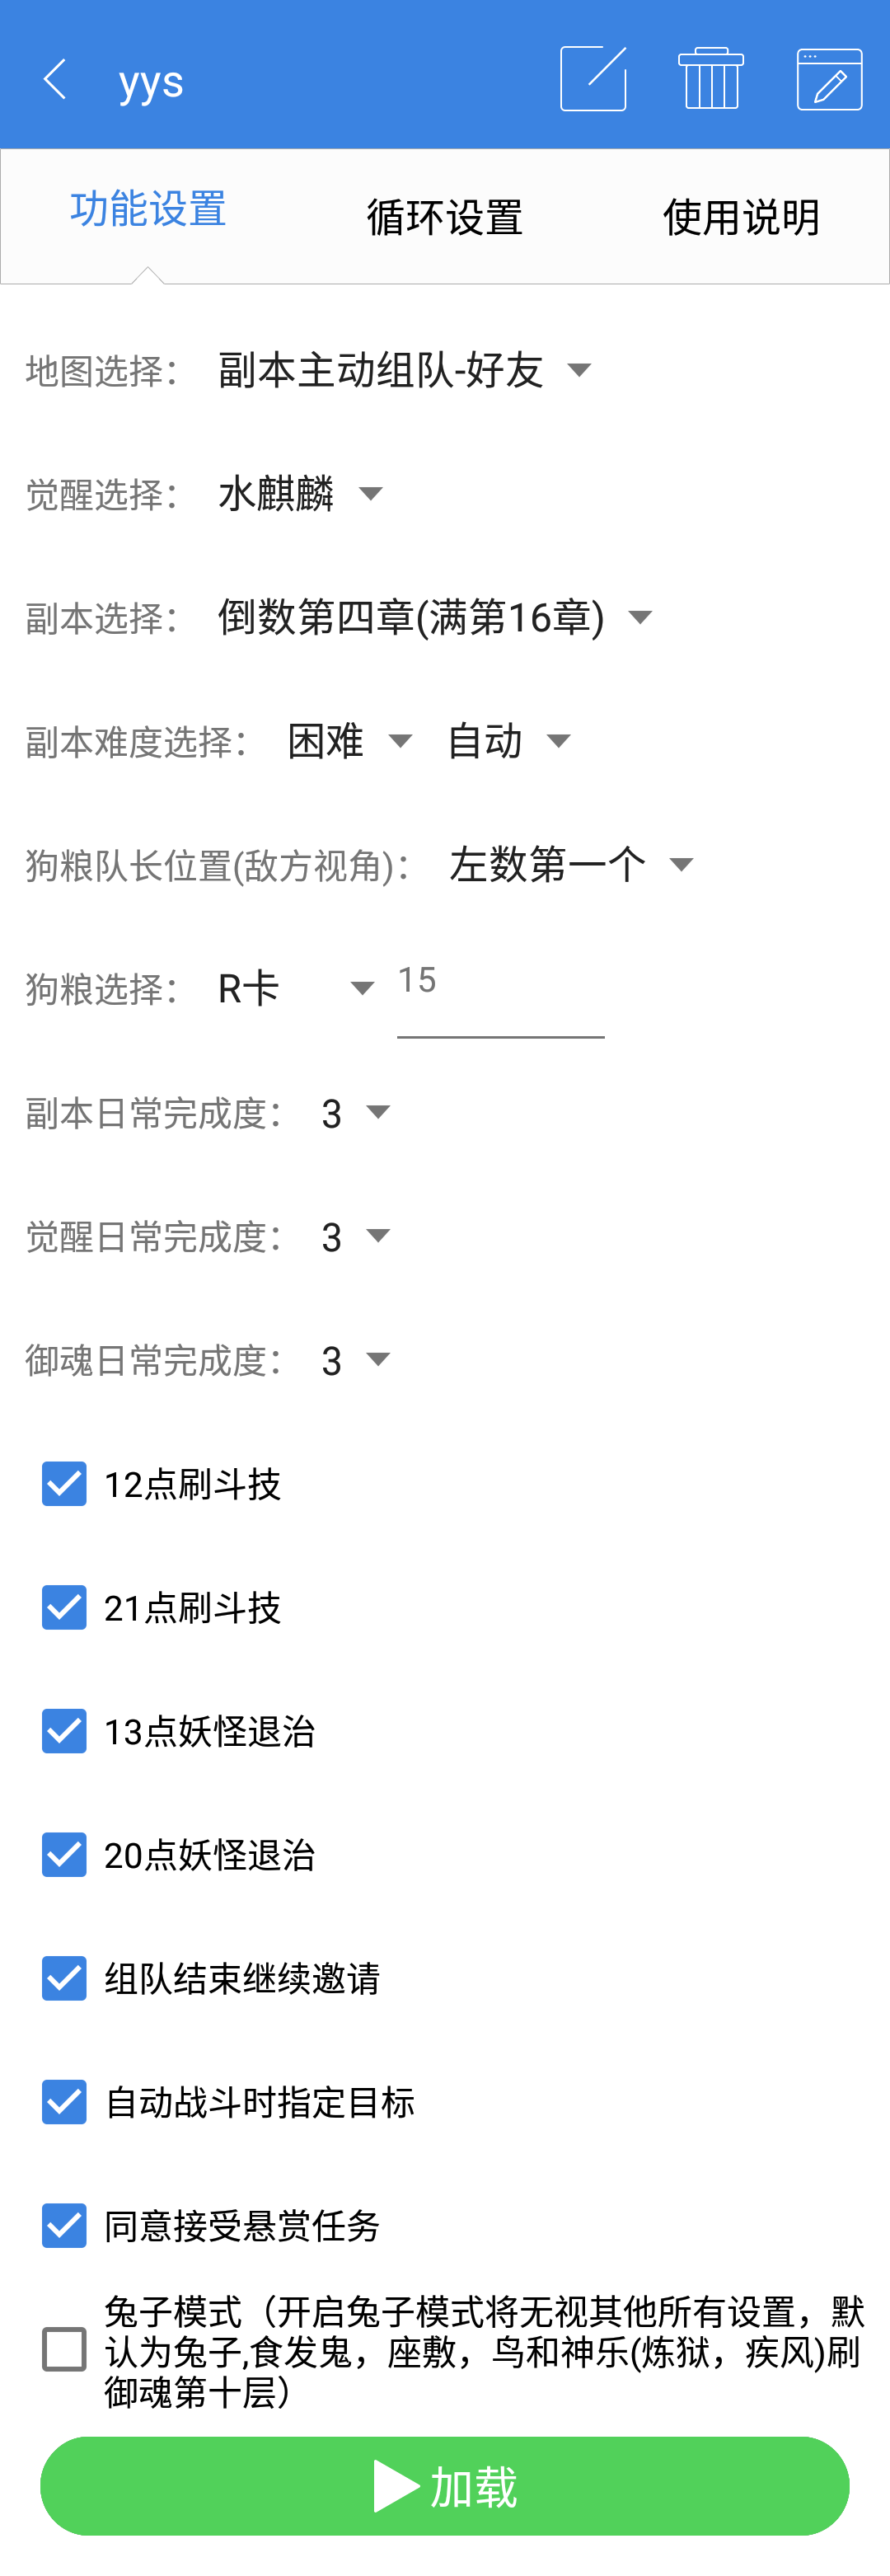 yys
功能设置 循环设置 使用说明
地图选择： 副本主动组队-好友
觉醒选择： 水麒麟
副本选择： 倒数第四章(满第16章)
副本难度选择： 困难 自动
狗粮队长位置(敌方视角)： 左数第一个
狗粮选择： R卡 15
副本日常完成度： 3
觉醒日常完成度： 3
御魂日常完成度： 3
12点刷斗技
21点刷斗技
13点妖怪退治
20点妖怪退治
组队结束继续邀请
自动战斗时指定目标
同意接受悬赏任务
兔子模式（开启兔子模式将无视其他所有设置，默
认为兔子,食发鬼，座敷，鸟和神乐(炼狱，疾风)刷
御魂第十层）
加载